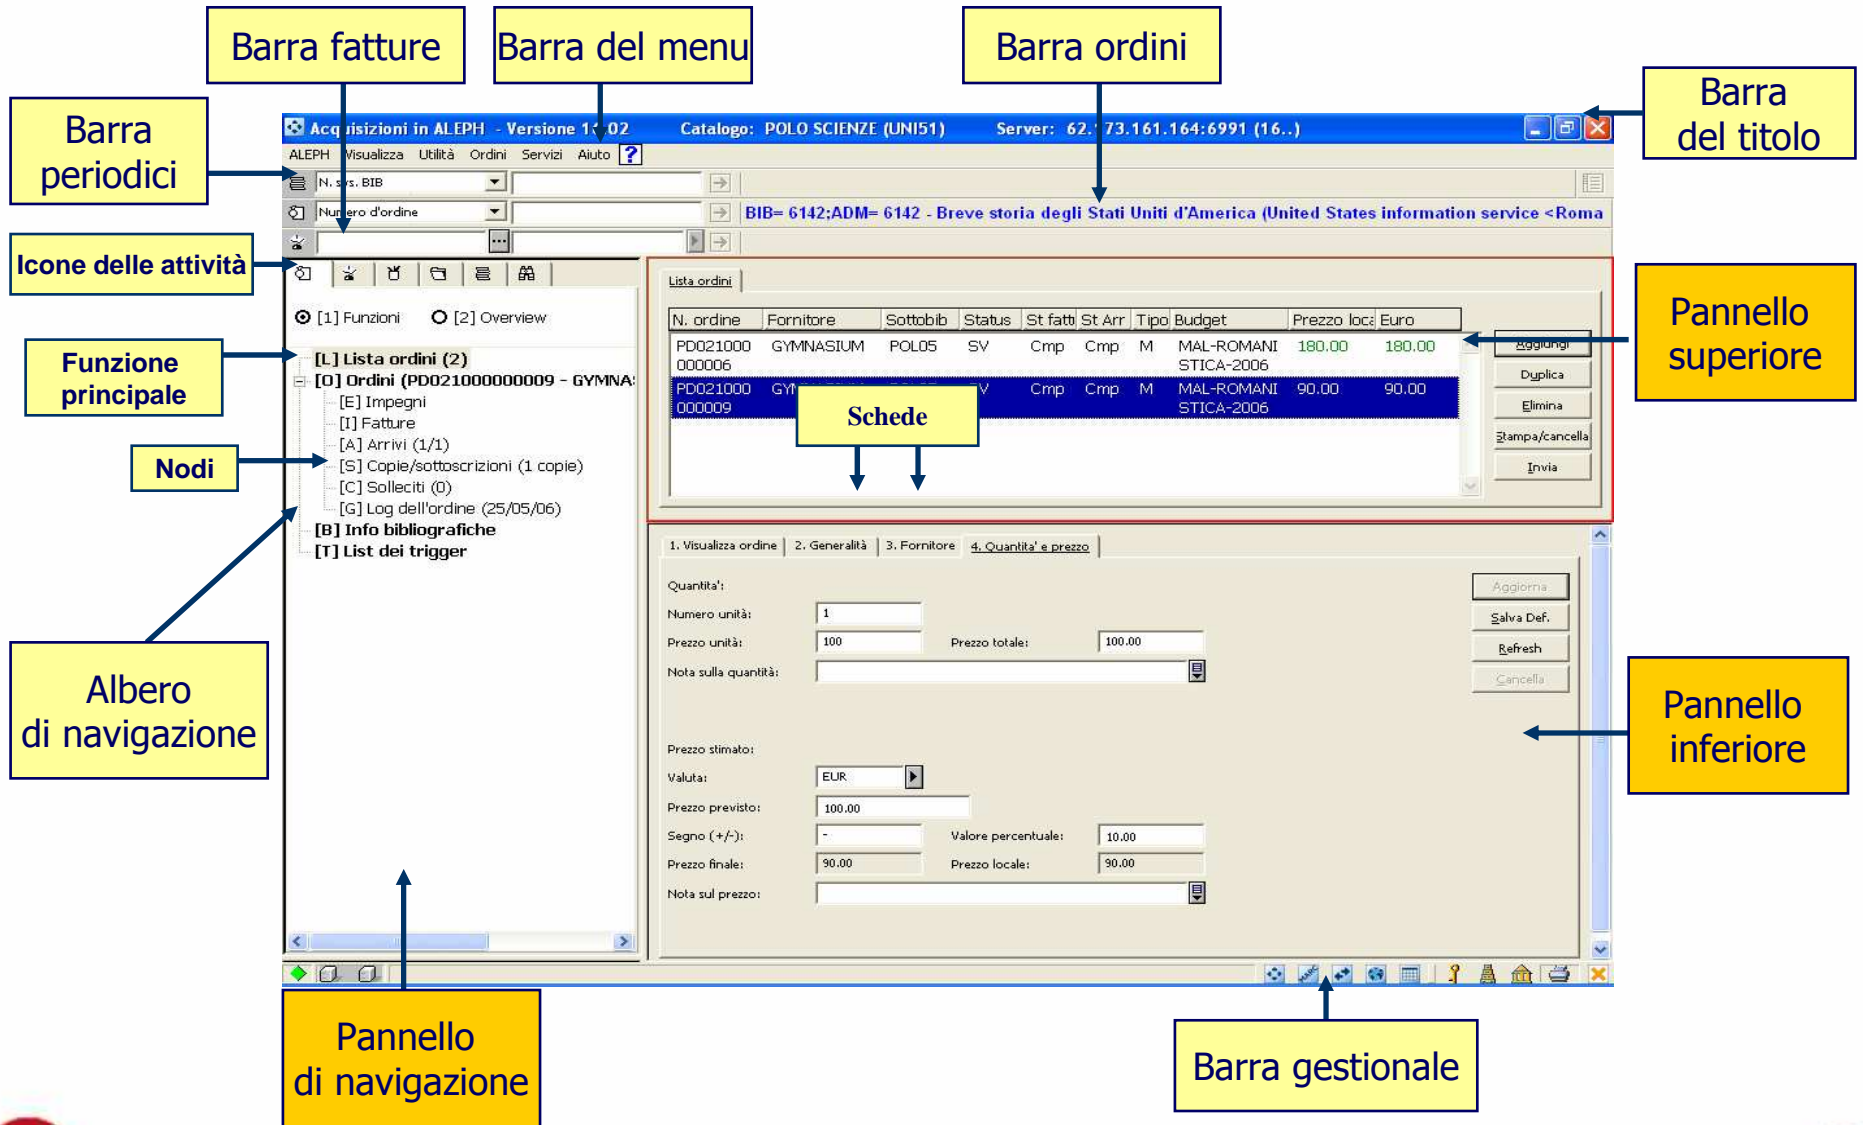 Barra fatture
Barra del menu
Barra ordini
Barra
del titolo
Barra
periodici
Acquisizioni in ALEPH - Versione 16.02 Catalogo: POLO SCIENZE (UNI51) Server: 62.173.161.164:6991 (16..)
ALEPH Visualizza Utilità Ordini Servizi Aiuto ?
N. sys. BIB
Numero d'ordine
BIB= 6142;ADM= 6142 - Breve storia degli Stati Uniti d'America (United States information service <Roma
Icone delle attività
[1] Funzioni [2] Overview
Funzione
principale
[L] Lista ordini (2)
[O] Ordini (PD021000000009 - GYMNA
[E] Impegni
[I] Fatture
[A] Arrivi (1/1)
[S] Copie/sottoscrizioni (1 copie)
[C] Solleciti (0)
[G] Log dell'ordine (25/05/06)
[B] Info bibliografiche
[T] List dei trigger
Nodi
Albero
di navigazione
Pannello
di navigazione
Lista ordini
N. ordine Fornitore Sottobib Status St fatt St Arr Tipo Budget Prezzo loca Euro
PD021000 GYMNASIUM POL05 SV Cmp Cmp M MAL-ROMANI 180.00 180.00
000006 STICA-2006
PD021000 Cmp Cmp M MAL-ROMANI 90.00 90.00
000009 STICA-2006
Aggiungi
Duplica
Elimina
Stampa/cancella
Invia
Schede
Pannello
superiore
1. Visualizza ordine 2. Generalità 3. Fornitore 4. Quantita' e prezzo
Quantita':
Numero unità: 1
Prezzo unità: 100 Prezzo totale: 100.00
Nota sulla quantità:
Prezzo stimato:
Valuta: EUR
Prezzo previsto: 100.00
Segno (+/-): - Valore percentuale: 10.00
Prezzo finale: 90.00 Prezzo locale: 90.00
Nota sul prezzo:
Aggiorna
Salva Def.
Refresh
Cancella
Pannello
inferiore
MARC
Barra gestionale